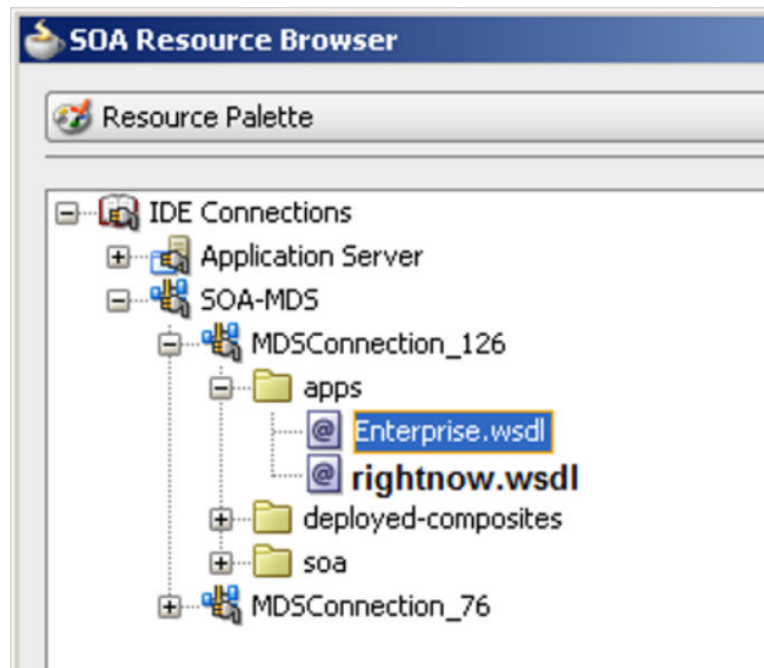 SOA Resource Browser
Resource Palette
IDE Connections
Application Server
SOA-MDS
MDSConnection_126
apps
Enterprise.wsdl
rightnow.wsdl
deployed-composites
soa
MDSConnection_76